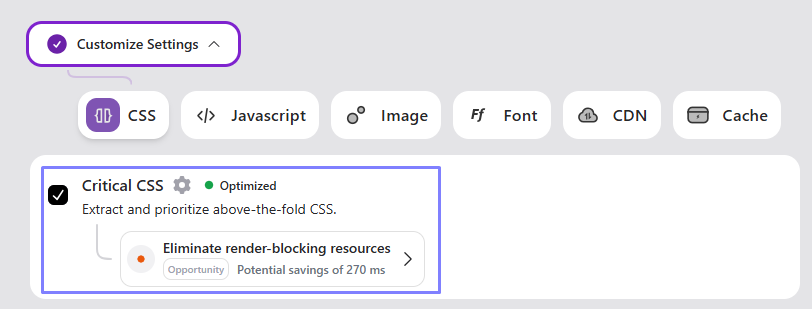 Customize Settings
CSS
Javascript
Image
Ff Font
CDN
Cache
Critical CSS Optimized
Extract and prioritize above-the-fold CSS.
Eliminate render-blocking resources
Opportunity Potential savings of 270 ms